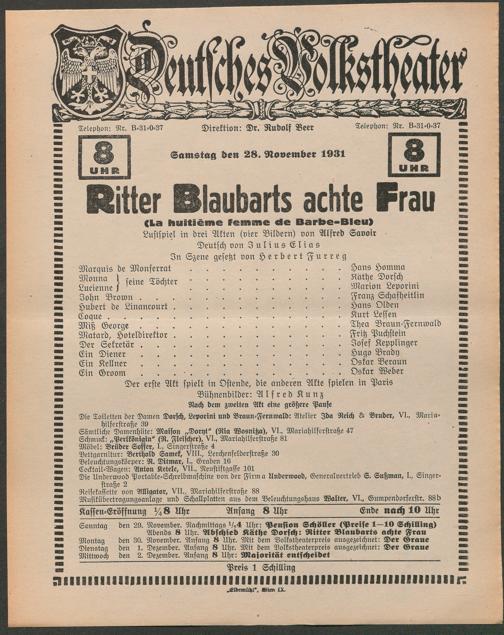 Deutsches Volkstheater
Telephon: Nr. B-31-0-37 Direktion: Dr. Rudolf Beer Telephon: Nr. B-31-0-37
8 UHR Samstag den 28. November 1931 8 UHR
Ritter Blaubarts achte Frau
(La huitième femme de Barbe-Bleu)
Lustspiel in drei Akten (vier Bildern) von Alfred Savoir
Deutsch von Julius Elias
In Szene gesetzt von Herbert Furreg
Marquis de Monferrat . . . . . Hans Homma
Monna } seine Töchter . . . . . Käthe Dorsch
Lucienne } . . . . . Marion Leporini
John Brown . . . . . Franz Schafheitlin
Hubert de Linancourt . . . . . Hans Olden
Coque . . . . . Kurt Lessen
Miß George . . . . . Thea Braun-Fernwald
Matard, Hoteldirektor . . . . . Fritz Puchstein
Der Sekretär . . . . . Josef Kepplinger
Ein Diener . . . . . Hugo Brady
Ein Kellner . . . . . Oskar Beraun
Ein Groom . . . . . Oskar Weber
Der erste Akt spielt in Ostende, die anderen Akte spielen in Paris
Bühnenbilder: Alfred Kunz
Nach dem zweiten Akt eine größere Pause
Die Toiletten der Damen Dorsch, Leporini und Braun-Fernwald: Atelier Ida Reich & Bruder, VI., Maria-
hilferstraße 39
Sämtliche Damenhüte: Maison „Doryt“ (Ria Wosnitza), VI., Mariahilferstraße 47
Schmuck: „Perlkönigin“ (R. Fleischer), VI., Mariahilferstraße 81
Möbel: Brüder Soffer, I., Singerstraße 4
Bettgarnitur: Berthald Samek, VIII., Lerchenfelderstraße 30
Beleuchtungskörper: R. Ditmar, I., Graben 16
Cocktail-Wagen: Anton Ketele, VII., Neustiftgasse 101
Die Underwood Portable-Schreibmaschine von der Firma Underwood, Generalvertrieb S. Sußman, I., Singer-
straße 2
Reisekassette von Alligator, VII., Mariahilferstraße 88
Musikübertragungsanlage und Schallplatten aus dem Beleuchtungshaus Walter, VI., Gumpendorferstr. 88b
Kassen-Eröffnung ¼8 Uhr Anfang 8 Uhr Ende nach 10 Uhr
Sonntag den 29. November. Nachmittags ¼4 Uhr: Pension Schöller (Preise 1—10 Schilling)
Abends 8 Uhr. Abschied Käthe Dorsch: Ritter Blaubarts achte Frau
Montag den 30. November. Anfang 8 Uhr: Mit dem Volkstheaterpreis ausgezeichnet: Der Graue
Dienstag den 1. Dezember. Anfang 8 Uhr: Mit dem Volkstheaterpreis ausgezeichnet: Der Graue
Mittwoch den 2. Dezember. Anfang 8 Uhr: Majorität entscheidet
Preis 1 Schilling
„Elbemühl“, Wien IX.